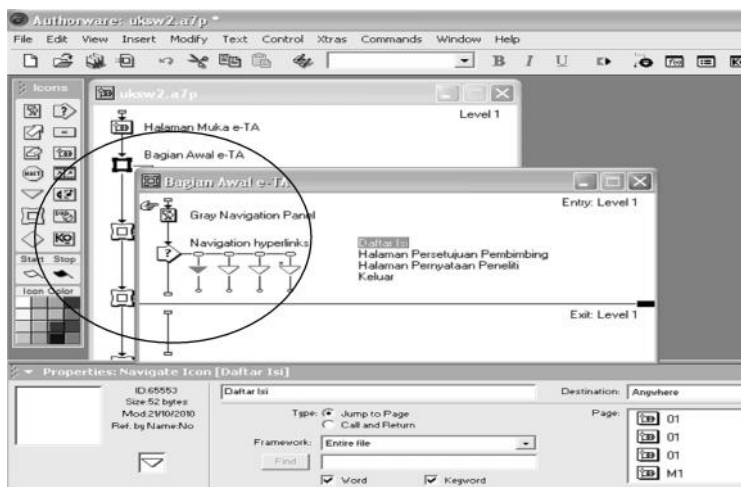 Authorware: uksw2.a7p *
File Edit View Insert Modify Text Control Xtras Commands Window Help
B I U
Icons
uksw2.a7p
Level 1
Halaman Muka e-TA
Bagian Awal e-TA
Bagian Awal e-TA
Entry: Level 1
Gray Navigation Panel
Navigation hyperlinks
Daftar Isi
Halaman Persetujuan Pembimbing
Halaman Pernyataan Peneliti
Keluar
Exit: Level 1
WAIT
Start Stop
Icon Color
Properties: Navigate Icon [Daftar Isi]
ID:65553
Size:52 bytes
Mod:21/10/2010
Ref. by Name:No
Daftar Isi
Type: Jump to Page
Call and Return
Framework: Entire file
Find
Word Keyword
Destination: Anywhere
Page: 01
01
01
M1